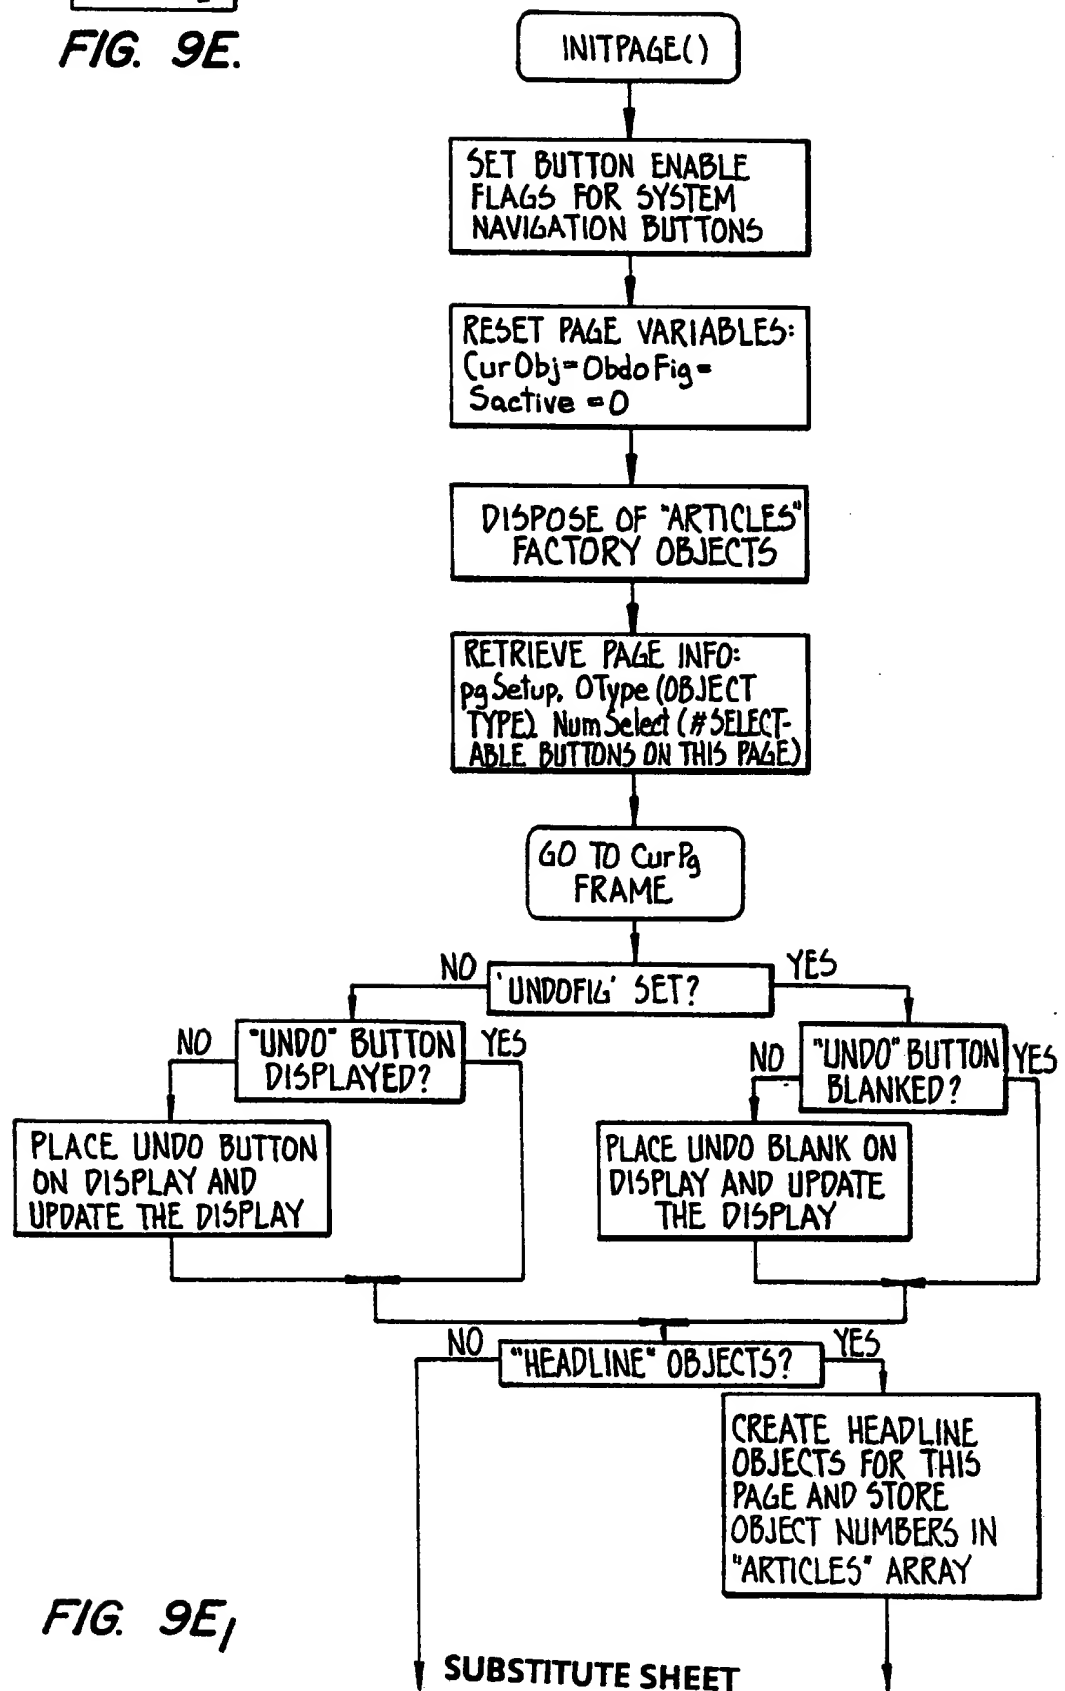 FIG. 9E.
INITPAGE()
SET BUTTON ENABLE
FLAGS FOR SYSTEM
NAVIGATION BUTTONS
RESET PAGE VARIABLES:
CurObj=ObdoFig=
Sactive=0
DISPOSE OF "ARTICLES"
FACTORY OBJECTS
RETRIEVE PAGE INFO:
pgSetup, OType (OBJECT
TYPE), NumSelect (#SELECT-
ABLE BUTTONS ON THIS PAGE)
GO TO CurPg
FRAME
NO
'UNDOFIG' SET?
YES
NO
"UNDO" BUTTON
DISPLAYED?
YES
NO
"UNDO" BUTTON
BLANKED?
YES
PLACE UNDO BUTTON
ON DISPLAY AND
UPDATE THE DISPLAY
PLACE UNDO BLANK ON
DISPLAY AND UPDATE
THE DISPLAY
NO
"HEADLINE" OBJECTS?
YES
CREATE HEADLINE
OBJECTS FOR THIS
PAGE AND STORE
OBJECT NUMBERS IN
"ARTICLES" ARRAY
FIG. 9E1
SUBSTITUTE SHEET